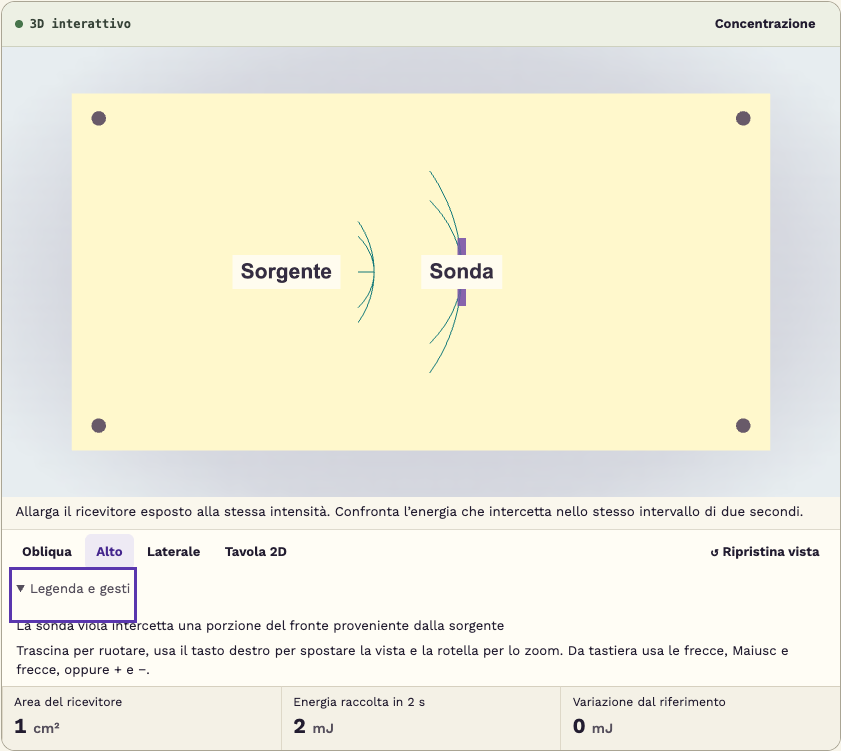 3D interattivo
Concentrazione
Sorgente
Sonda
Allarga il ricevitore esposto alla stessa intensità. Confronta l’energia che intercetta nello stesso intervallo di due secondi.
Obliqua Alto Laterale Tavola 2D
↺ Ripristina vista
▼ Legenda e gesti
La sonda viola intercetta una porzione del fronte proveniente dalla sorgente
Trascina per ruotare, usa il tasto destro per spostare la vista e la rotella per lo zoom. Da tastiera usa le frecce, Maiusc e
frecce, oppure + e −.
Area del ricevitore
1 cm²
Energia raccolta in 2 s
2 mJ
Variazione dal riferimento
0 mJ